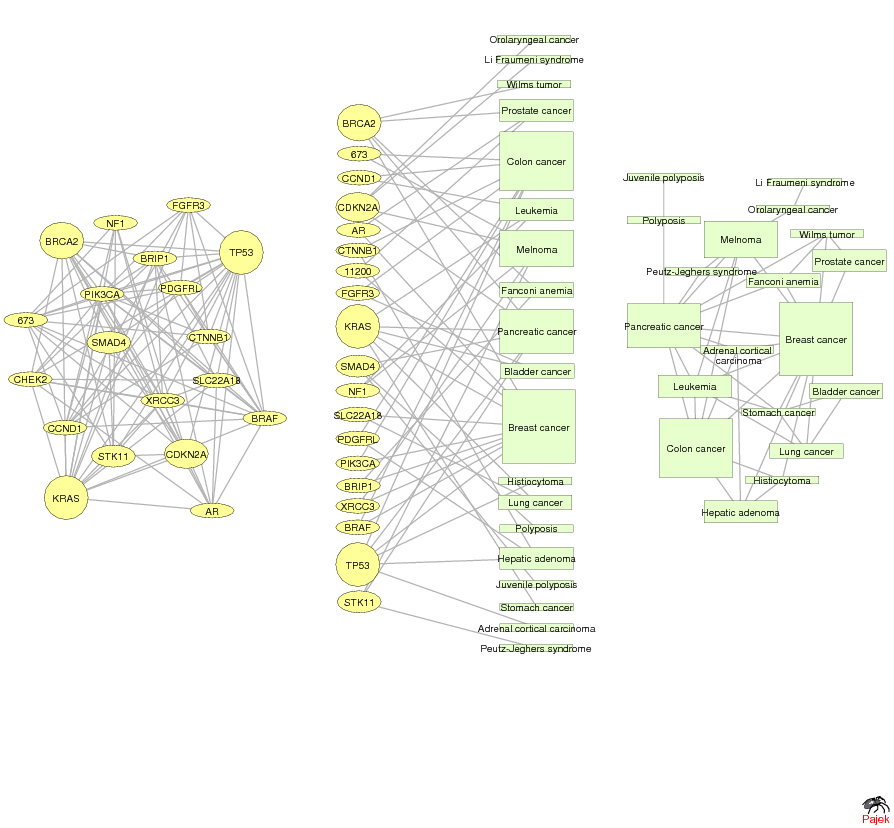 FGFR3
NF1
BRCA2
TP53
BRIP1
PIK3CA
PDGFRL
673
SMAD4
CTNNB1
CHEK2
SLC22A18
XRCC3
BRAF
CCND1
STK11
CDKN2A
KRAS
AR
BRCA2
673
CCND1
CDKN2A
AR
CTNNB1
11200
FGFR3
KRAS
SMAD4
NF1
SLC22A18
PDGFRL
PIK3CA
BRIP1
XRCC3
BRAF
TP53
STK11
Orolaryngeal cancer
Li Fraumeni syndrome
Wilms tumor
Prostate cancer
Colon cancer
Leukemia
Melnoma
Fanconi anemia
Pancreatic cancer
Bladder cancer
Breast cancer
Histiocytoma
Lung cancer
Polyposis
Hepatic adenoma
Juvenile polyposis
Stomach cancer
Adrenal cortical carcinoma
Peutz-Jeghers syndrome
Juvenile polyposis
Li Fraumeni syndrome
Orolaryngeal cancer
Polyposis
Wilms tumor
Melnoma
Prostate cancer
Peutz-Jeghers syndrome
Fanconi anemia
Pancreatic cancer
Breast cancer
Adrenal cortical
carcinoma
Leukemia
Bladder cancer
Stomach cancer
Colon cancer
Lung cancer
Histiocytoma
Hepatic adenoma
Pajek